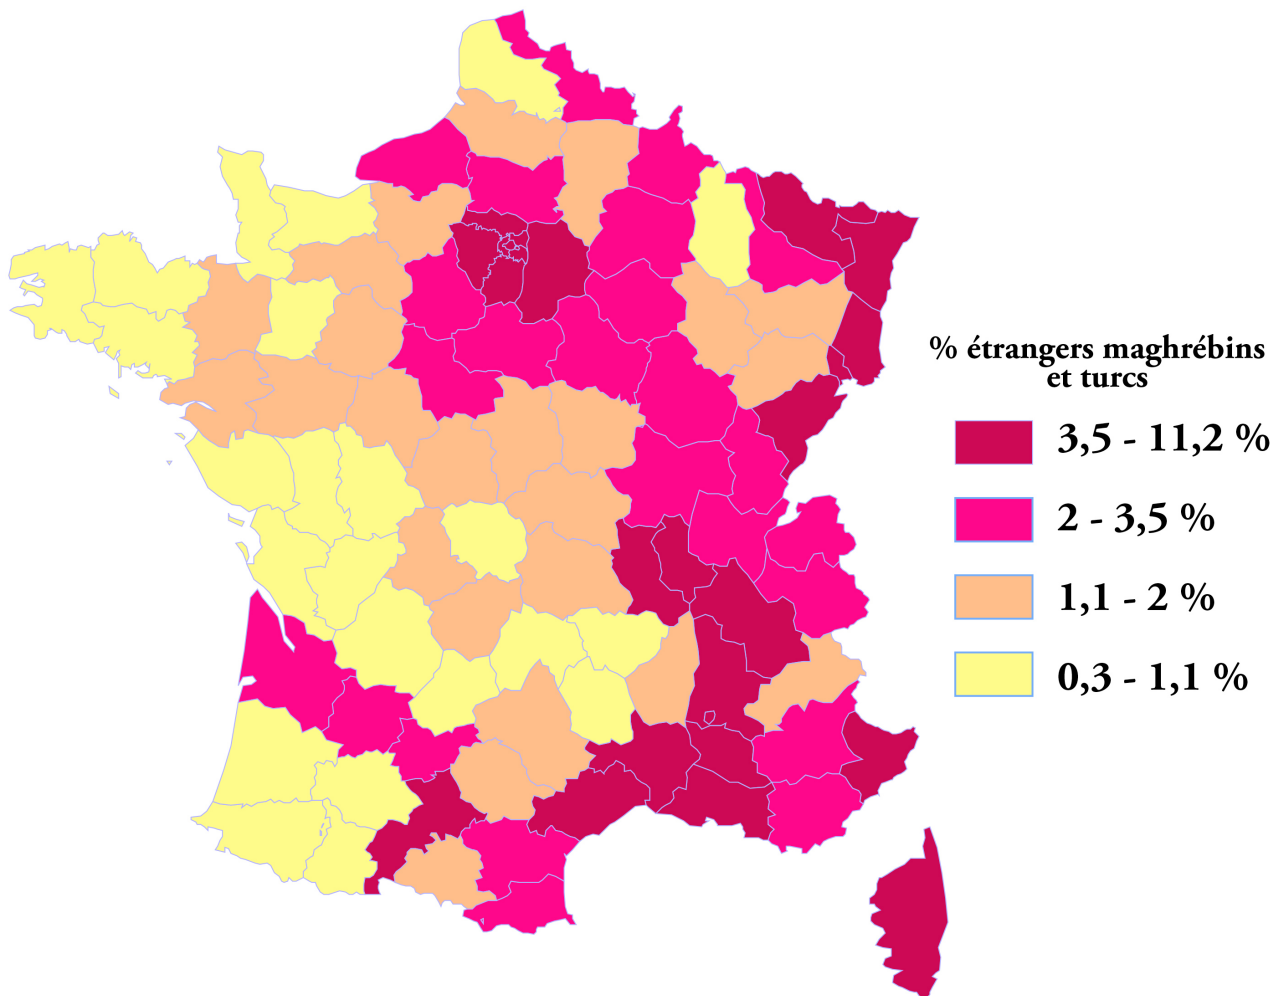 % étrangers maghrébins
et turcs
3,5 - 11,2 %
2 - 3,5 %
1,1 - 2 %
0,3 - 1,1 %